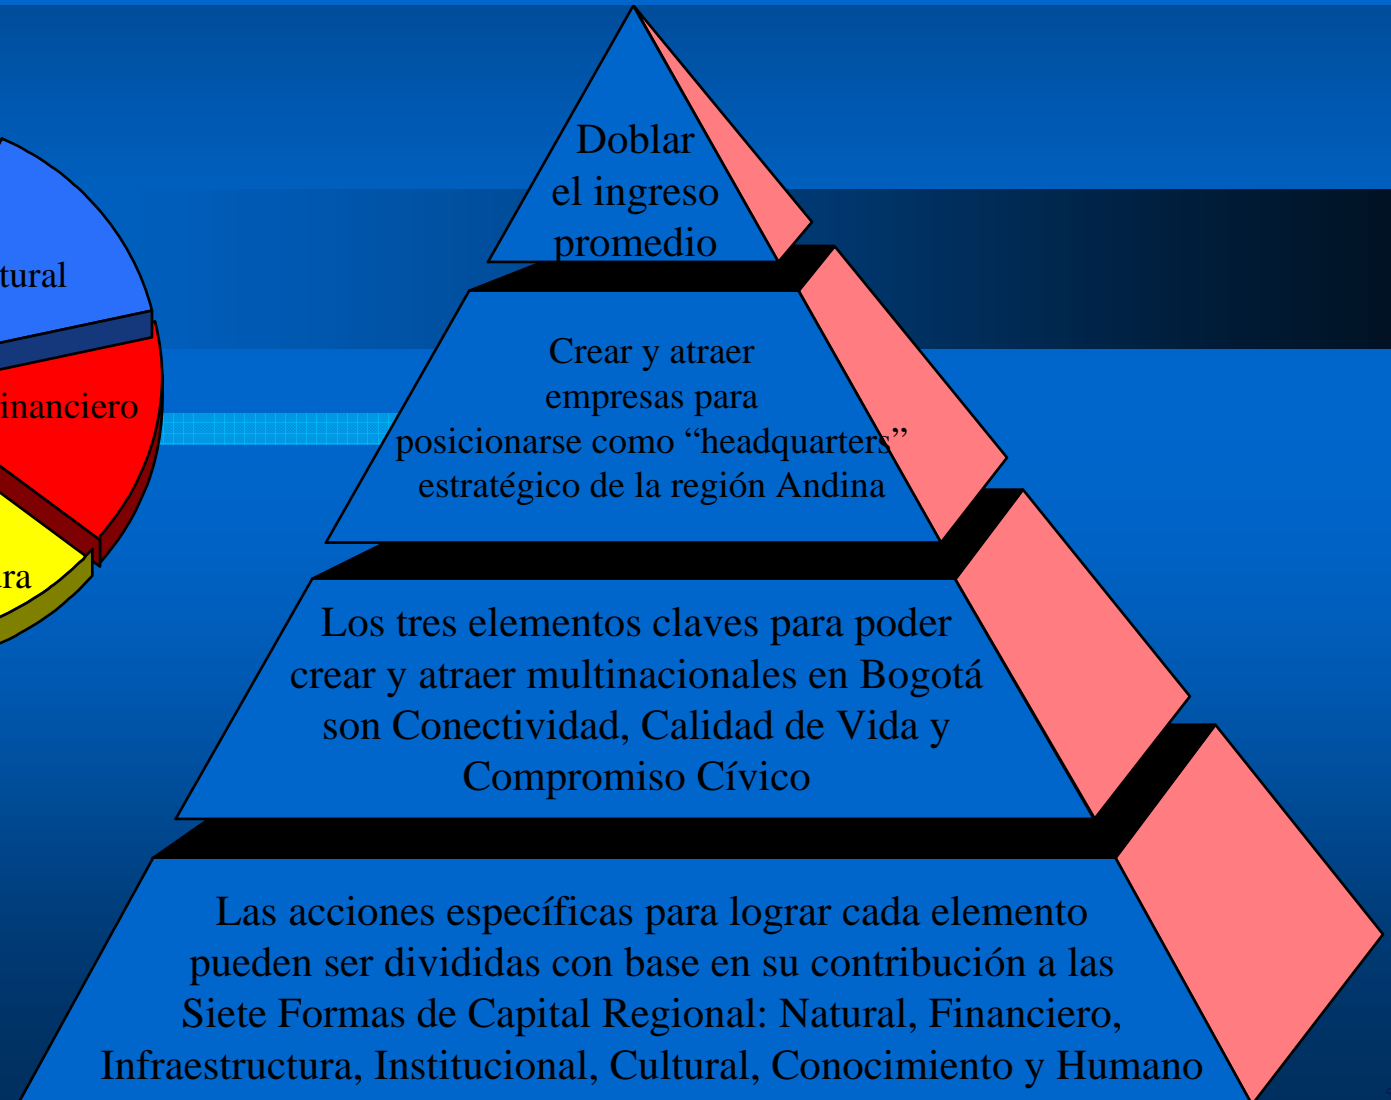 Doblar
el ingreso
promedio
tural
inanciero
ra
Crear y atraer
empresas para
posicionarse como “headquarters”
estratégico de la región Andina
Los tres elementos claves para poder
crear y atraer multinacionales en Bogotá
son Conectividad, Calidad de Vida y
Compromiso Cívico
Las acciones específicas para lograr cada elemento
pueden ser divididas con base en su contribución a las
Siete Formas de Capital Regional: Natural, Financiero,
Infraestructura, Institucional, Cultural, Conocimiento y Humano